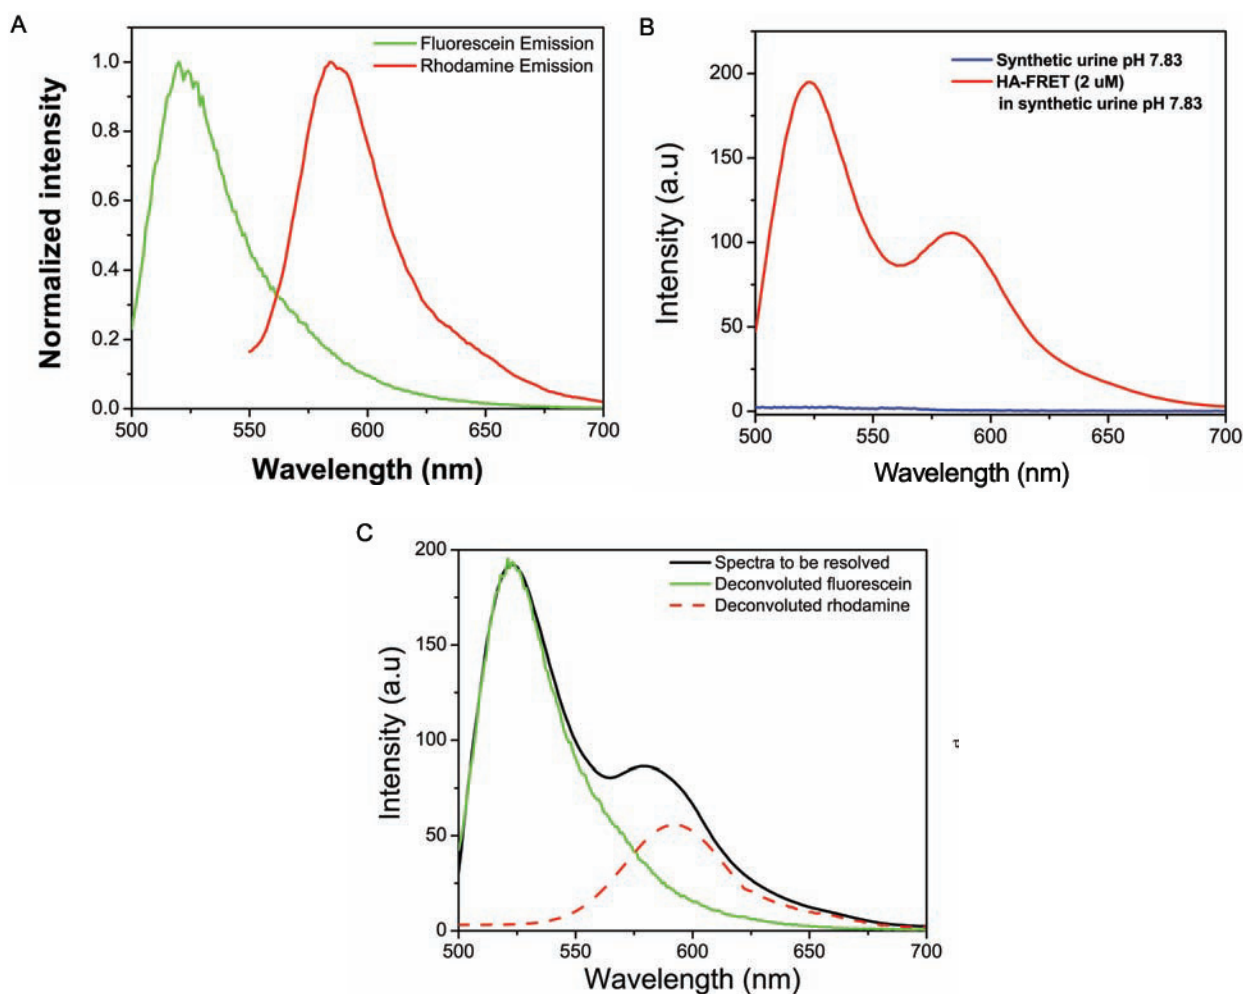 A
Fluorescein Emission
Rhodamine Emission
Normalized intensity
1.0
0.8
0.6
0.4
0.2
0.0
500
550
600
650
700
Wavelength (nm)
B
Synthetic urine pH 7.83
HA-FRET (2 uM)
in synthetic urine pH 7.83
Intensity (a.u)
200
150
100
50
0
500
550
600
650
700
Wavelength (nm)
C
Spectra to be resolved
Deconvoluted fluorescein
Deconvoluted rhodamine
Intensity (a.u)
200
150
100
50
0
500
550
600
650
700
Wavelength (nm)